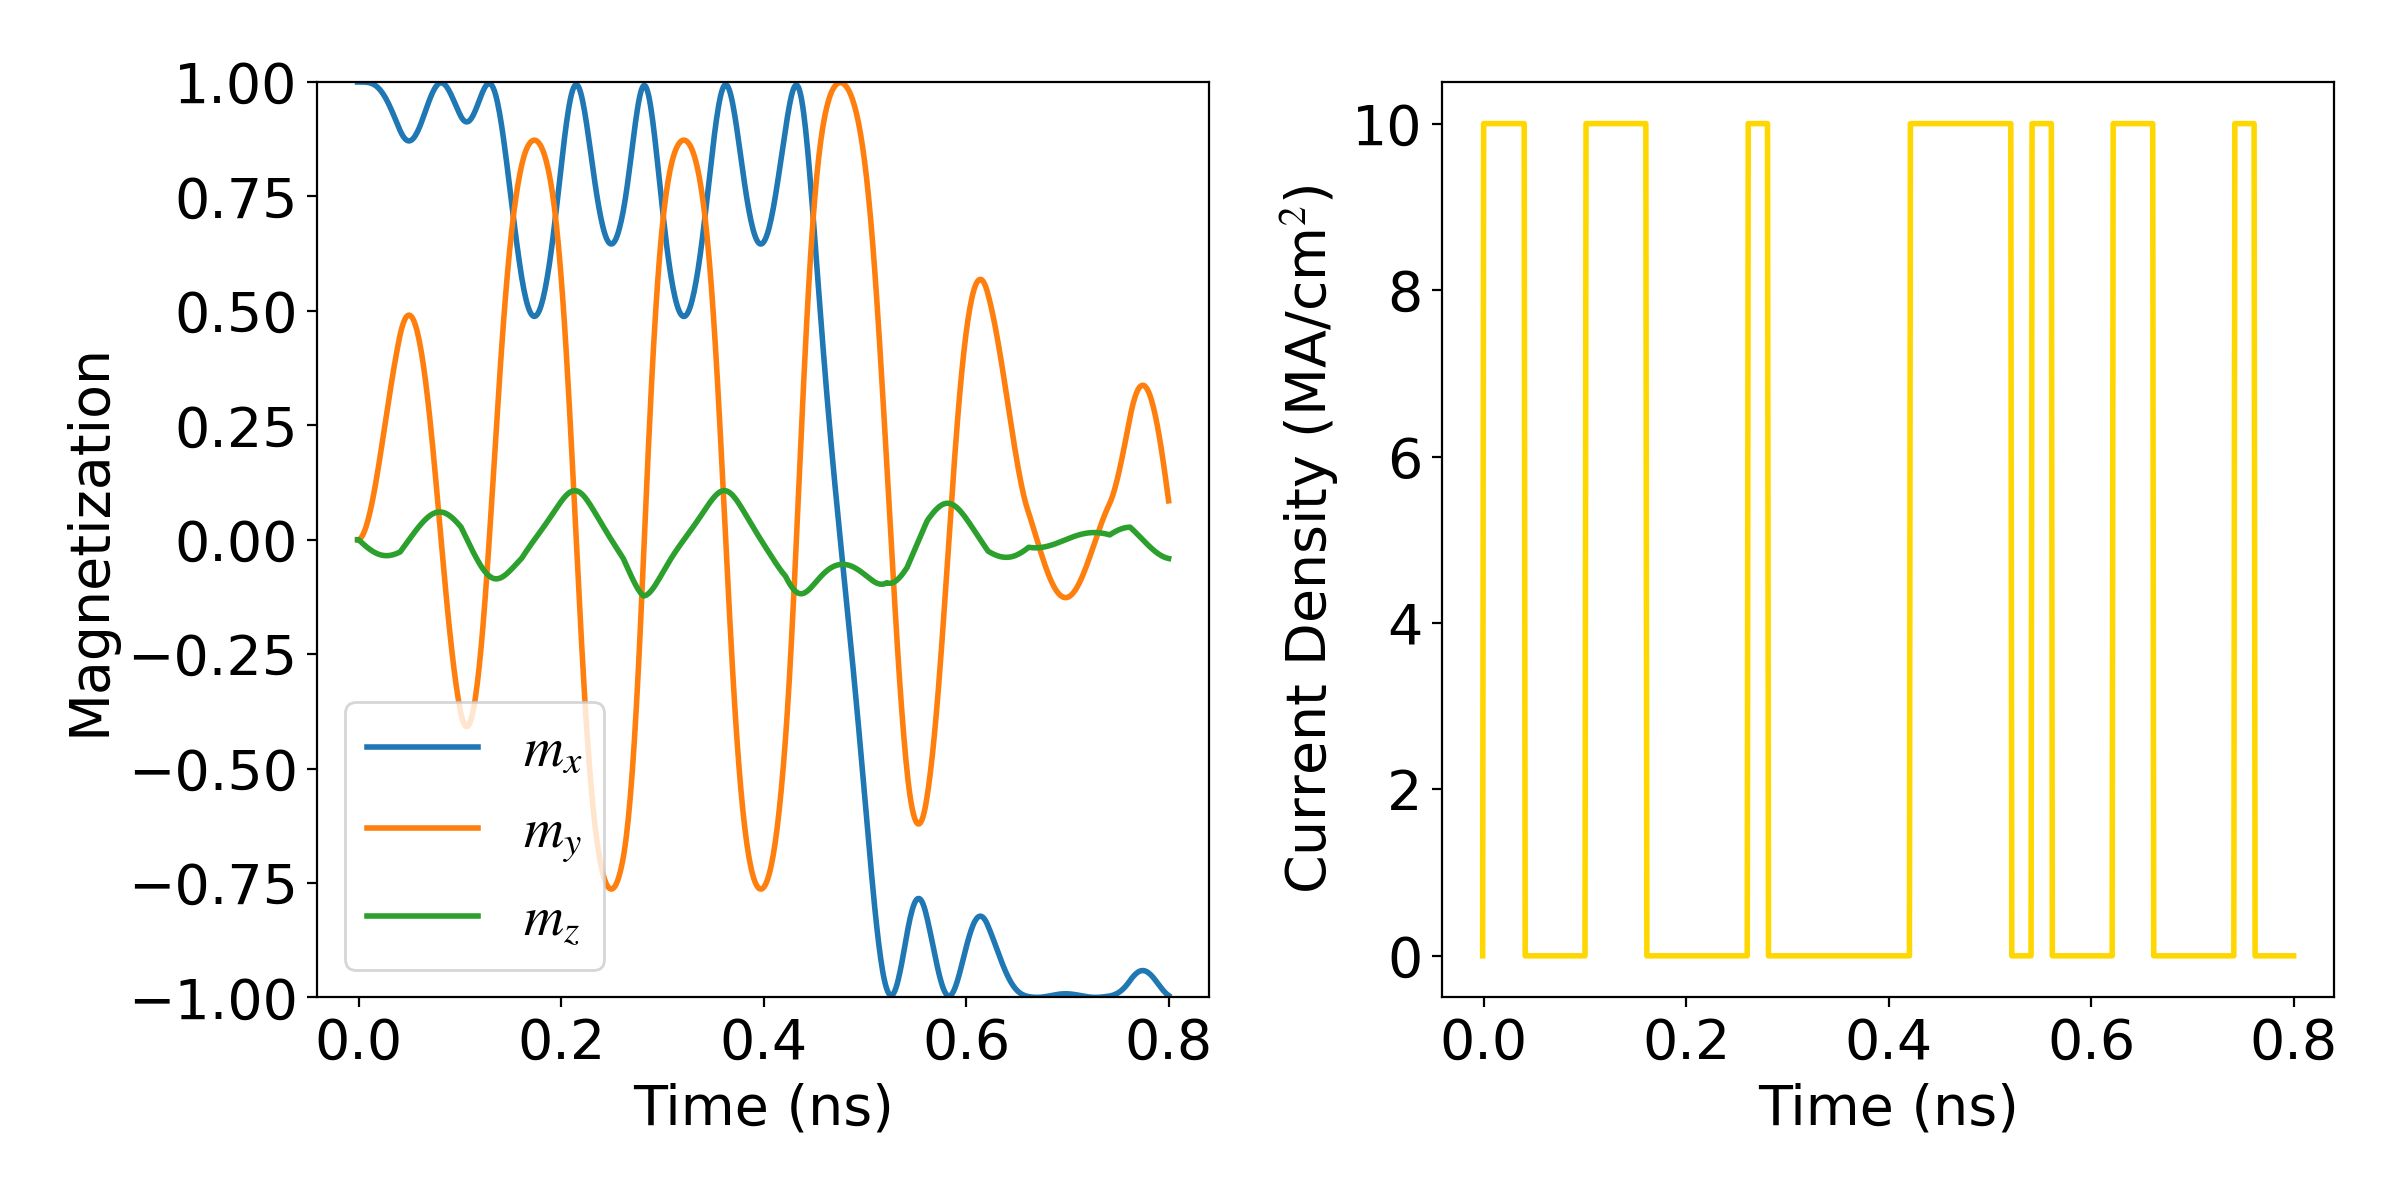 1.00
0.75
0.50
0.25
0.00
−0.25
−0.50
−0.75
−1.00
Magnetization
m_x
m_y
m_z
0.0 0.2 0.4 0.6 0.8
Time (ns)
10
8
6
4
2
0
Current Density (MA/cm²)
0.0 0.2 0.4 0.6 0.8
Time (ns)